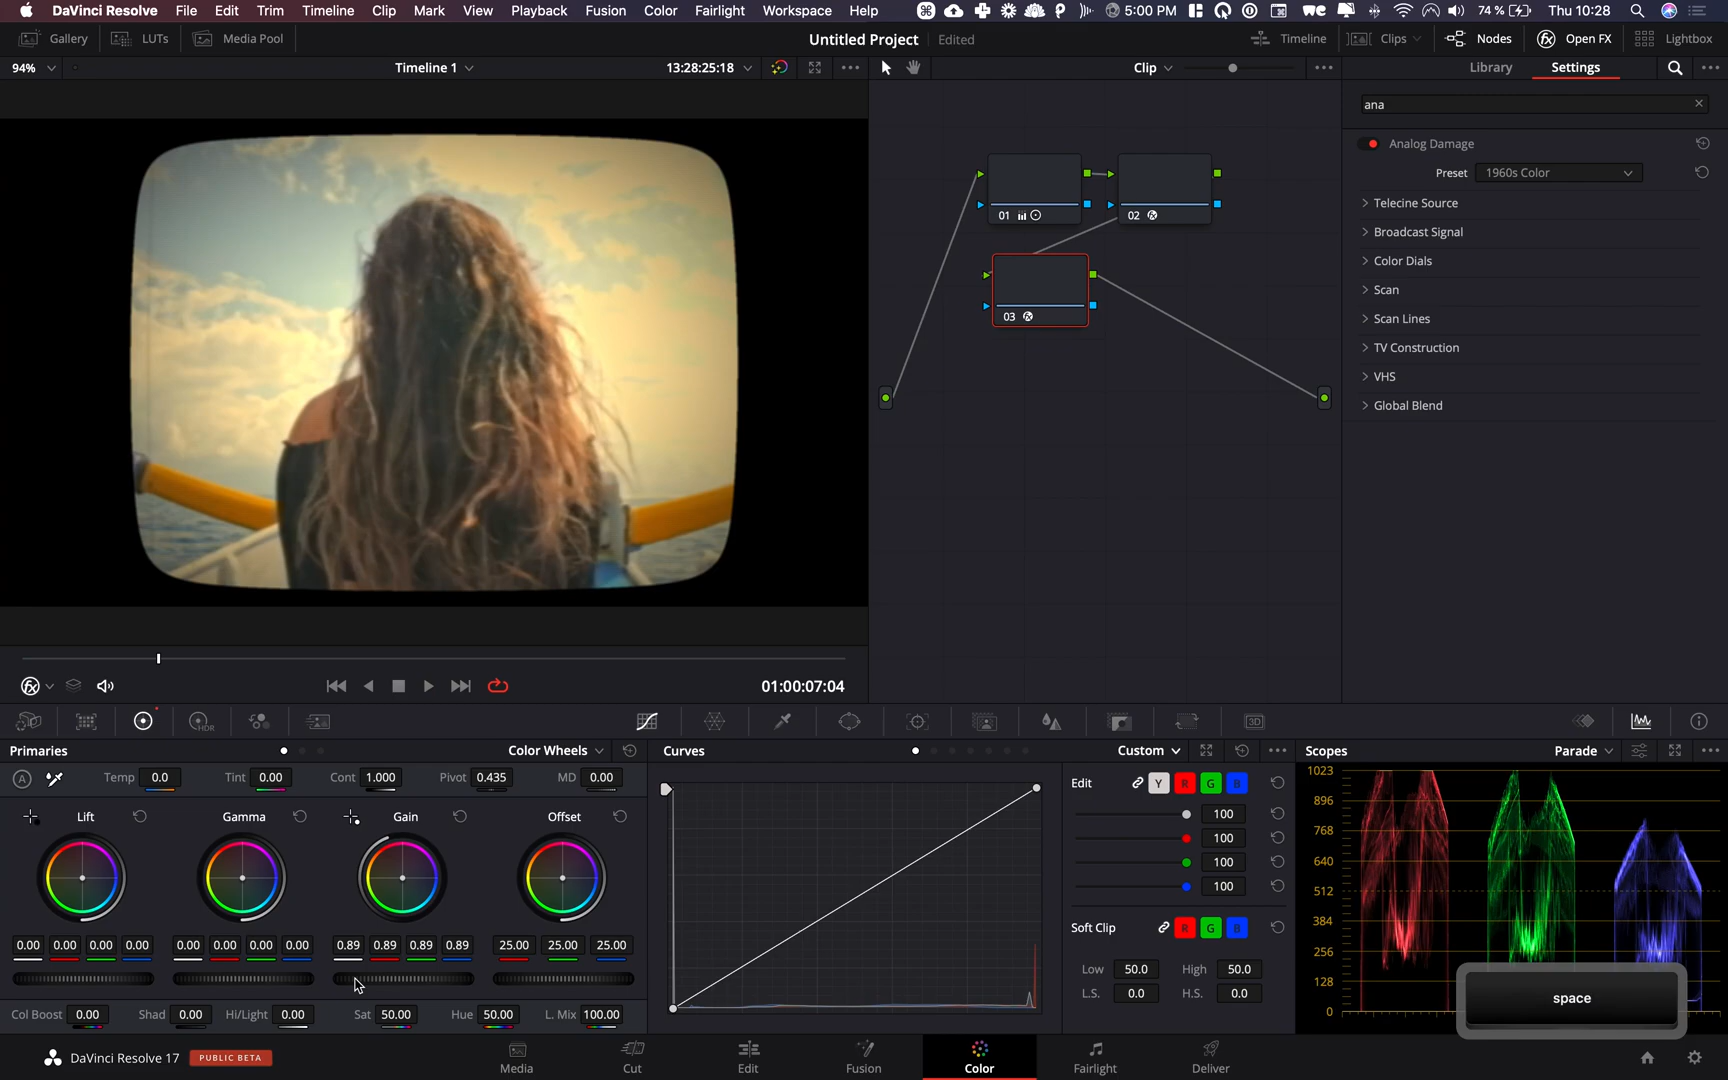 DaVinci Resolve File Edit Trim Timeline Clip Mark View Playback Fusion Color Fairlight Workspace Help 5:00 PM 74 % Thu 10:28
Gallery LUTs Media Pool Untitled Project Edited Timeline Clips Nodes Open FX Lightbox
94% Timeline 1 13:28:25:18 Clip Library Settings
ana
Analog Damage
Preset 1960s Color
Telecine Source
Broadcast Signal
Color Dials
Scan
Scan Lines
TV Construction
VHS
Global Blend
01 02
03
01:00:07:04
HDR 3D
Primaries Color Wheels Curves Custom Scopes Parade
A Temp 0.0 Tint 0.00 Cont 1.000 Pivot 0.435 MD 0.00
Lift Gamma Gain Offset
0.00 0.00 0.00 0.00 0.00 0.00 0.00 0.00 0.89 0.89 0.89 0.89 25.00 25.00 25.00
Col Boost 0.00 Shad 0.00 Hi/Light 0.00 Sat 50.00 Hue 50.00 L. Mix 100.00
Edit Y R G B
100
100
100
100
Soft Clip R G B
Low 50.0 High 50.0
L.S. 0.0 H.S. 0.0
1023
896
768
640
512
384
256
128
0
space
DaVinci Resolve 17 PUBLIC BETA Media Cut Edit Fusion Color Fairlight Deliver